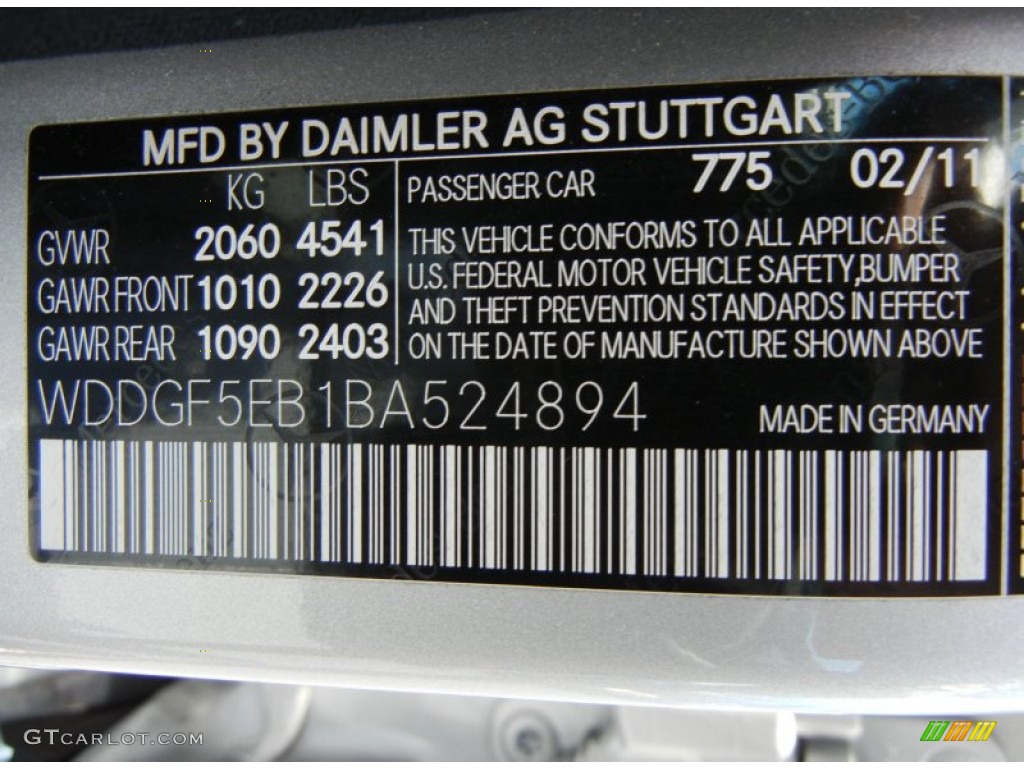 MFD BY DAIMLER AG STUTTGART
KG LBS
GVWR 2060 4541
GAWR FRONT 1010 2226
GAWR REAR 1090 2403
PASSENGER CAR 775 02/11
THIS VEHICLE CONFORMS TO ALL APPLICABLE
U.S. FEDERAL MOTOR VEHICLE SAFETY,BUMPER
AND THEFT PREVENTION STANDARDS IN EFFECT
ON THE DATE OF MANUFACTURE SHOWN ABOVE
WDDGF5EB1BA524894
MADE IN GERMANY
GTCARLOT.COM